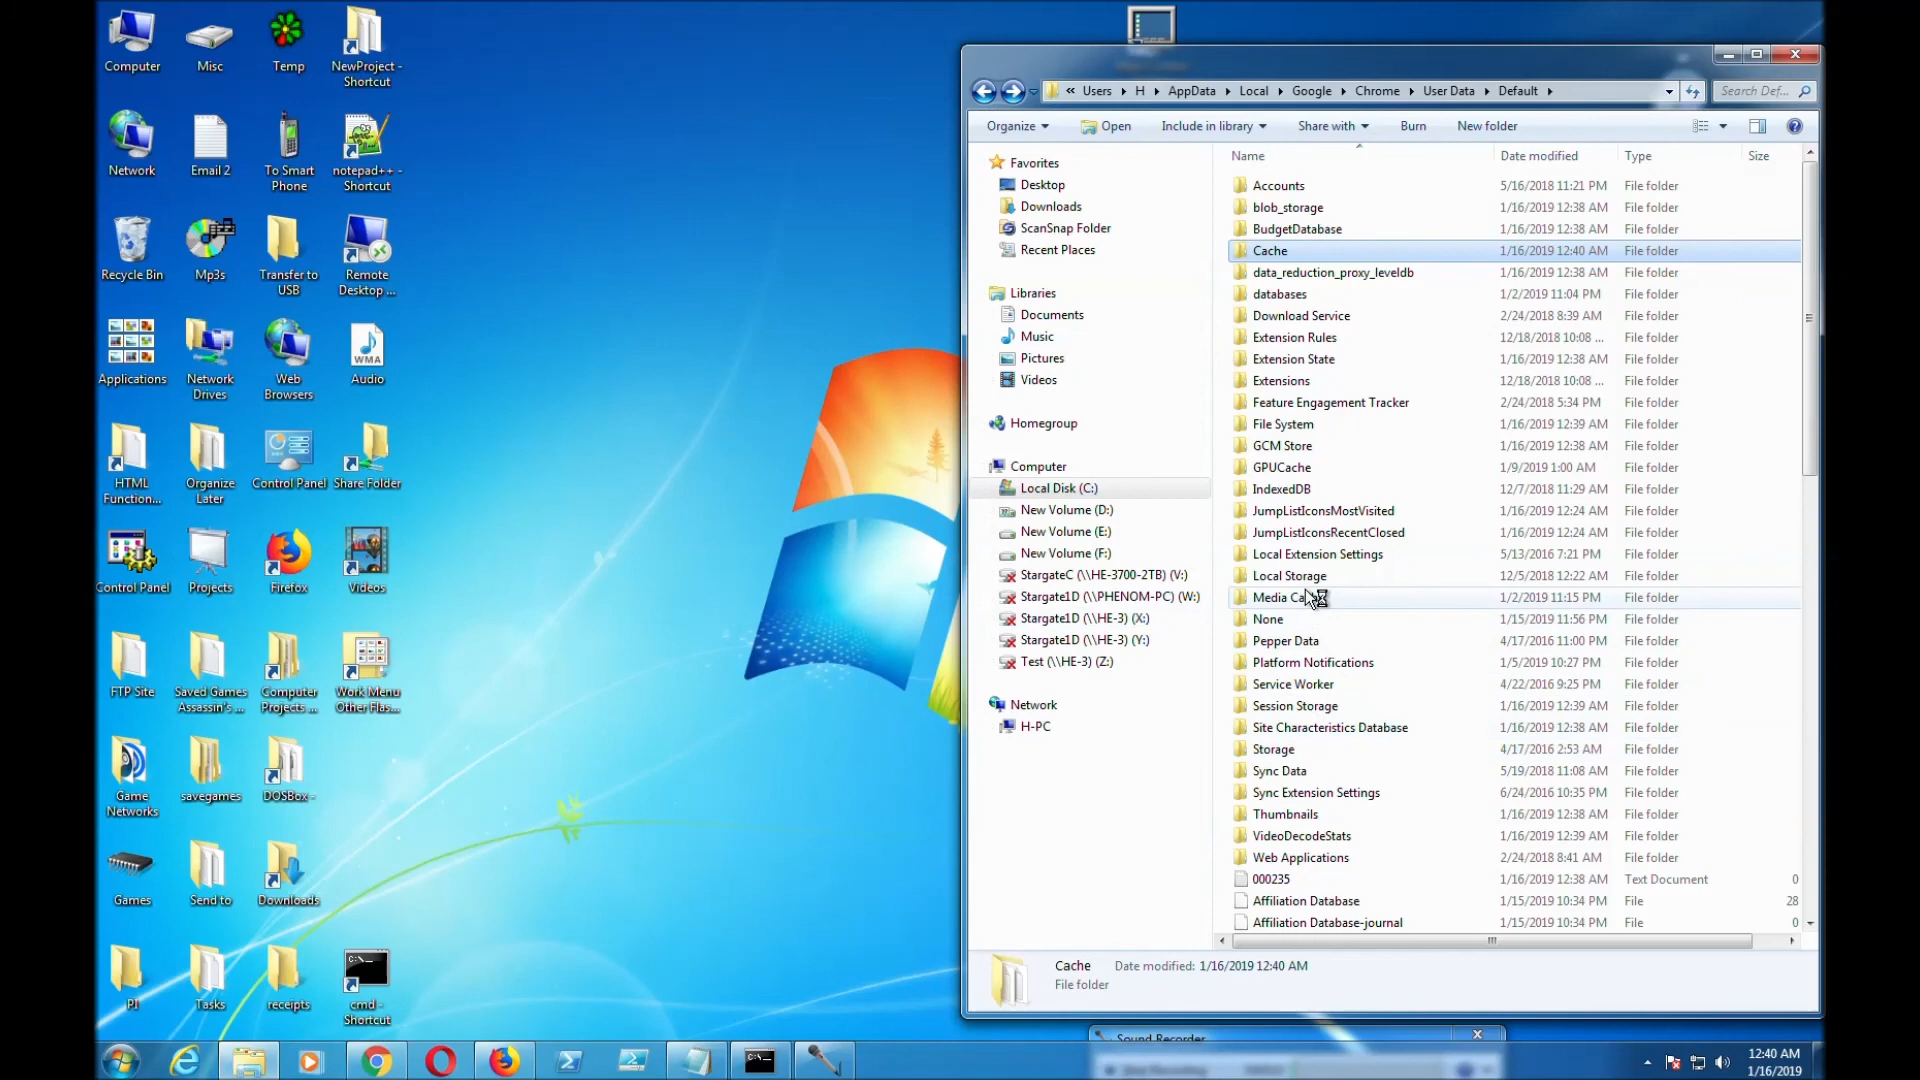 Computer
Misc
Temp
NewProject -
Shortcut
Network
Email 2
To Smart
Phone
notepad++ -
Shortcut
Recycle Bin
Mp3s
Transfer to
USB
Remote
Desktop ...
Applications
Network
Drives
Web
Browsers
WMA
Audio
HTML
Function...
Organize
Later
Control Panel
Share Folder
Control Panel
Projects
Firefox
Videos
FTP Site
Saved Games
Assassin's ...
Computer
Projects ...
Work Menu
Other Flas...
Game
Networks
savegames
DOSBox -
Games
Send to
Downloads
PI
Tasks
receipts
C:\>_
cmd -
Shortcut
« Users H AppData Local Google Chrome User Data Default
Search Def...
Organize Open Include in library Share with Burn New folder
Favorites
Desktop
Downloads
ScanSnap Folder
Recent Places
Libraries
Documents
Music
Pictures
Videos
Homegroup
Computer
Local Disk (C:)
New Volume (D:)
New Volume (E:)
New Volume (F:)
StargateC (\\HE-3700-2TB) (V:)
Stargate1D (\\PHENOM-PC) (W:)
Stargate1D (\\HE-3) (X:)
Stargate1D (\\HE-3) (Y:)
Test (\\HE-3) (Z:)
Network
H-PC
Name Date modified Type Size
Accounts 5/16/2018 11:21 PM File folder
blob_storage 1/16/2019 12:38 AM File folder
BudgetDatabase 1/16/2019 12:38 AM File folder
Cache 1/16/2019 12:40 AM File folder
data_reduction_proxy_leveldb 1/16/2019 12:38 AM File folder
databases 1/2/2019 11:04 PM File folder
Download Service 2/24/2018 8:39 AM File folder
Extension Rules 12/18/2018 10:08 ... File folder
Extension State 1/16/2019 12:38 AM File folder
Extensions 12/18/2018 10:08 ... File folder
Feature Engagement Tracker 2/24/2018 5:34 PM File folder
File System 1/16/2019 12:39 AM File folder
GCM Store 1/16/2019 12:38 AM File folder
GPUCache 1/9/2019 1:00 AM File folder
IndexedDB 12/7/2018 11:29 AM File folder
JumpListIconsMostVisited 1/16/2019 12:24 AM File folder
JumpListIconsRecentClosed 1/16/2019 12:24 AM File folder
Local Extension Settings 5/13/2016 7:21 PM File folder
Local Storage 12/5/2018 12:22 AM File folder
Media Ca 1/2/2019 11:15 PM File folder
None 1/15/2019 11:56 PM File folder
Pepper Data 4/17/2016 11:00 PM File folder
Platform Notifications 1/5/2019 10:27 PM File folder
Service Worker 4/22/2016 9:25 PM File folder
Session Storage 1/16/2019 12:39 AM File folder
Site Characteristics Database 1/16/2019 12:38 AM File folder
Storage 4/17/2016 2:53 AM File folder
Sync Data 5/19/2018 11:08 AM File folder
Sync Extension Settings 6/24/2016 10:35 PM File folder
Thumbnails 1/16/2019 12:38 AM File folder
VideoDecodeStats 1/16/2019 12:39 AM File folder
Web Applications 2/24/2018 8:41 AM File folder
000235 1/16/2019 12:38 AM Text Document 0
Affiliation Database 1/15/2019 10:34 PM File 28
Affiliation Database-journal 1/15/2019 10:34 PM File 0
Cache Date modified: 1/16/2019 12:40 AM
File folder
Sound Recorder
12:40 AM
1/16/2019